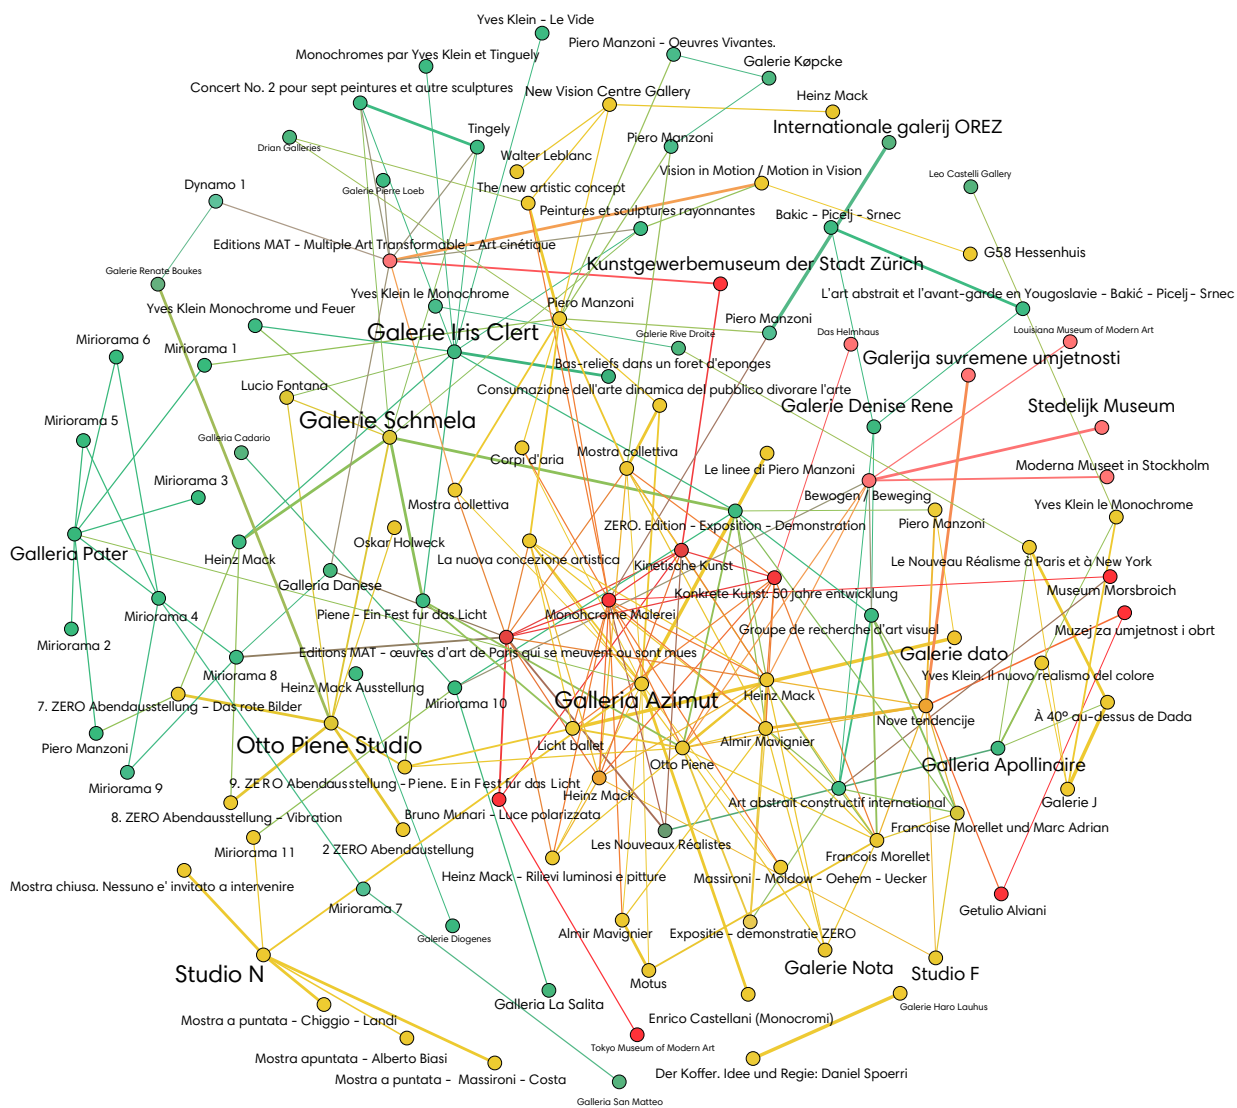 Yves Klein - Le Vide
Piero Manzoni - Oeuvres Vivantes.
Monochromes par Yves Klein et Tinguely
Galerie Køpcke
Concert No. 2 pour sept peintures et autre sculptures
New Vision Centre Gallery
Heinz Mack
Internationale galerij OREZ
Tingely
Piero Manzoni
Drian Galleries
Walter Leblanc
Vision in Motion / Motion in Vision
Leo Castelli Gallery
Dynamo 1
Galerie Pierre Loeb
The new artistic concept
Peintures et sculptures rayonnantes
Bakic - Picelj - Srnec
Editions MAT - Multiple Art Transformable - Art cinétique
G58 Hessenhuis
Kunstgewerbemuseum der Stadt Zürich
Galerie Renate Boukes
Yves Klein le Monochrome
L'art abstrait et l'avant-garde en Yougoslavie - Bakić - Picelj - Srnec
Yves Klein Monochrome und Feuer
Piero Manzoni
Piero Manzoni
Galerie Iris Clert
Galerie Rive Droite
Das Helmhaus
Louisiana Museum of Modern Art
Miriorama 6
Miriorama 1
Bas-reliefs dans un foret d'eponges
Galerija suvremene umjetnosti
Lucio Fontana
Consumazione dell'arte dinamica del pubblico divorare l'arte
Miriorama 5
Galerie Schmela
Galerie Denise Rene
Stedelijk Museum
Galleria Cadario
Corpi d'aria
Mostra collettiva
Le linee di Piero Manzoni
Moderna Museet in Stockholm
Miriorama 3
Mostra collettiva
Bewogen / Beweging
Yves Klein le Monochrome
ZERO. Edition - Exposition - Demonstration
Piero Manzoni
Galleria Pater
Heinz Mack
Oskar Holweck
La nuova concezione artistica
Kinetische Kunst
Le Nouveau Réalisme à Paris et à New York
Galleria Danese
Konkrete Kunst: 50 jahre entwicklung
Museum Morsbroich
Miriorama 4
Piene - Ein Fest fur das Licht
Monohcrome Malerei
Groupe de recherche d'art visuel
Muzej za umjetnost i obrt
Miriorama 2
Editions MAT - œuvres d'art de Paris qui se meuvent ou sont mues
Galerie dato
Miriorama 8
Heinz Mack Ausstellung
Miriorama 10
Galleria Azimut
Heinz Mack
Yves Klein. Il nuovo realismo del colore
7. ZERO Abendausstellung - Das rote Bilder
Nove tendencije
À 40º au-dessus de Dada
Piero Manzoni
Otto Piene Studio
Licht ballet
Otto Piene
Almir Mavignier
Galleria Apollinaire
Miriorama 9
9. ZERO Abendausstellung -Piene. Ein Fest fur das Licht
Heinz Mack
Art abstrait constructif international
Galerie J
8. ZERO Abendausstellung - Vibration
Bruno Munari - Luce polarizzata
Francoise Morellet und Marc Adrian
Miriorama 11
2 ZERO Abendaustellung
Les Nouveaux Réalistes
Francois Morellet
Mostra chiusa. Nessuno e' invitato a intervenire
Heinz Mack - Rilievi luminosi e pitture
Massironi - Moldow - Oehem - Uecker
Miriorama 7
Getulio Alviani
Galerie Diogenes
Almir Mavignier
Expositie - demonstratie ZERO
Studio N
Motus
Galerie Nota
Studio F
Galleria La Salita
Galerie Haro Lauhus
Mostra a puntata - Chiggio - Landi
Enrico Castellani (Monocromi)
Tokyo Museum of Modern Art
Mostra apuntata - Alberto Biasi
Der Koffer. Idee und Regie: Daniel Spoerri
Mostra a puntata - Massironi - Costa
Galleria San Matteo